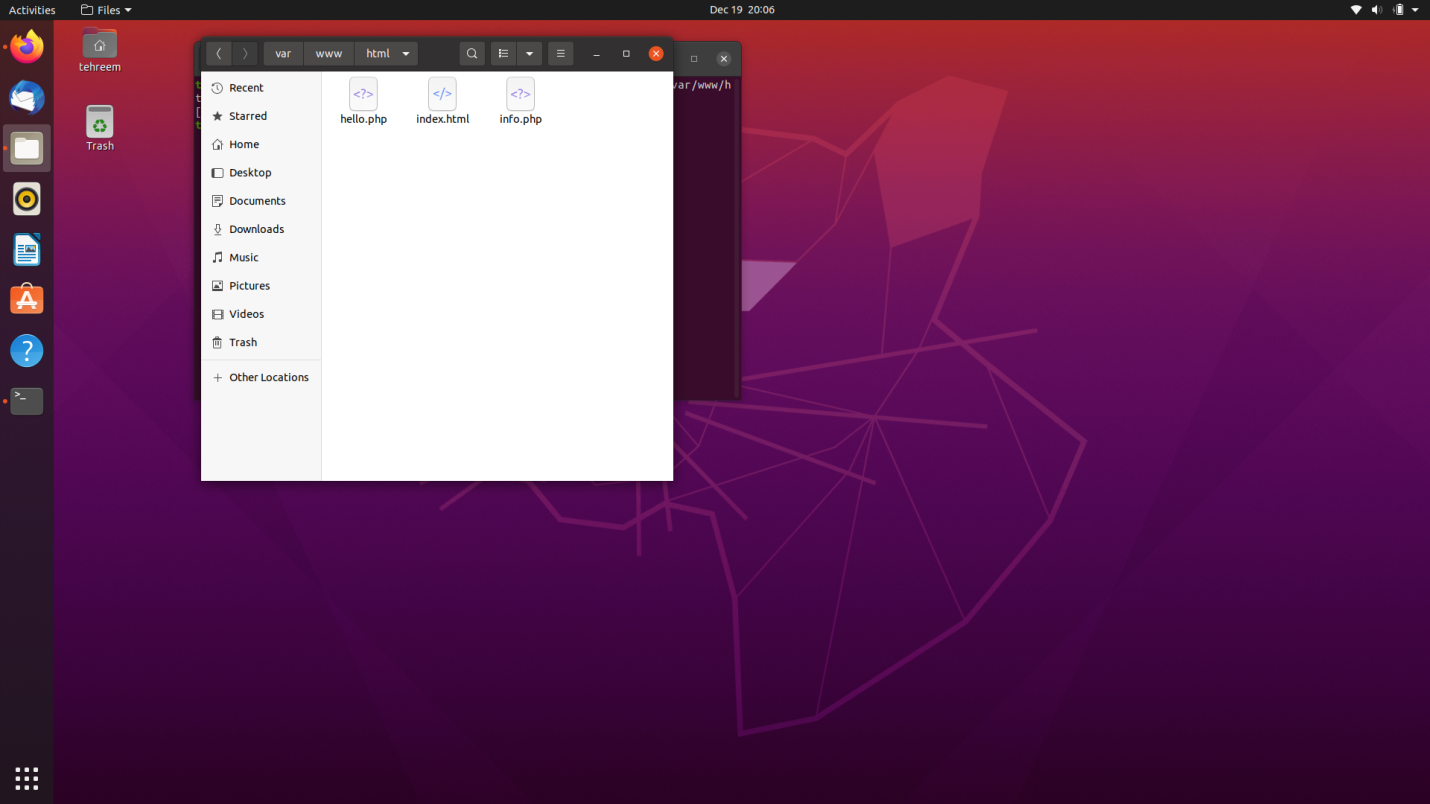 Activities
Files
Dec 19 20:06
tehreem
Trash
var
www
html
Recent
Starred
Home
Desktop
Documents
Downloads
Music
Pictures
Videos
Trash
Other Locations
hello.php
index.html
info.php
var/www/h
t
[
t